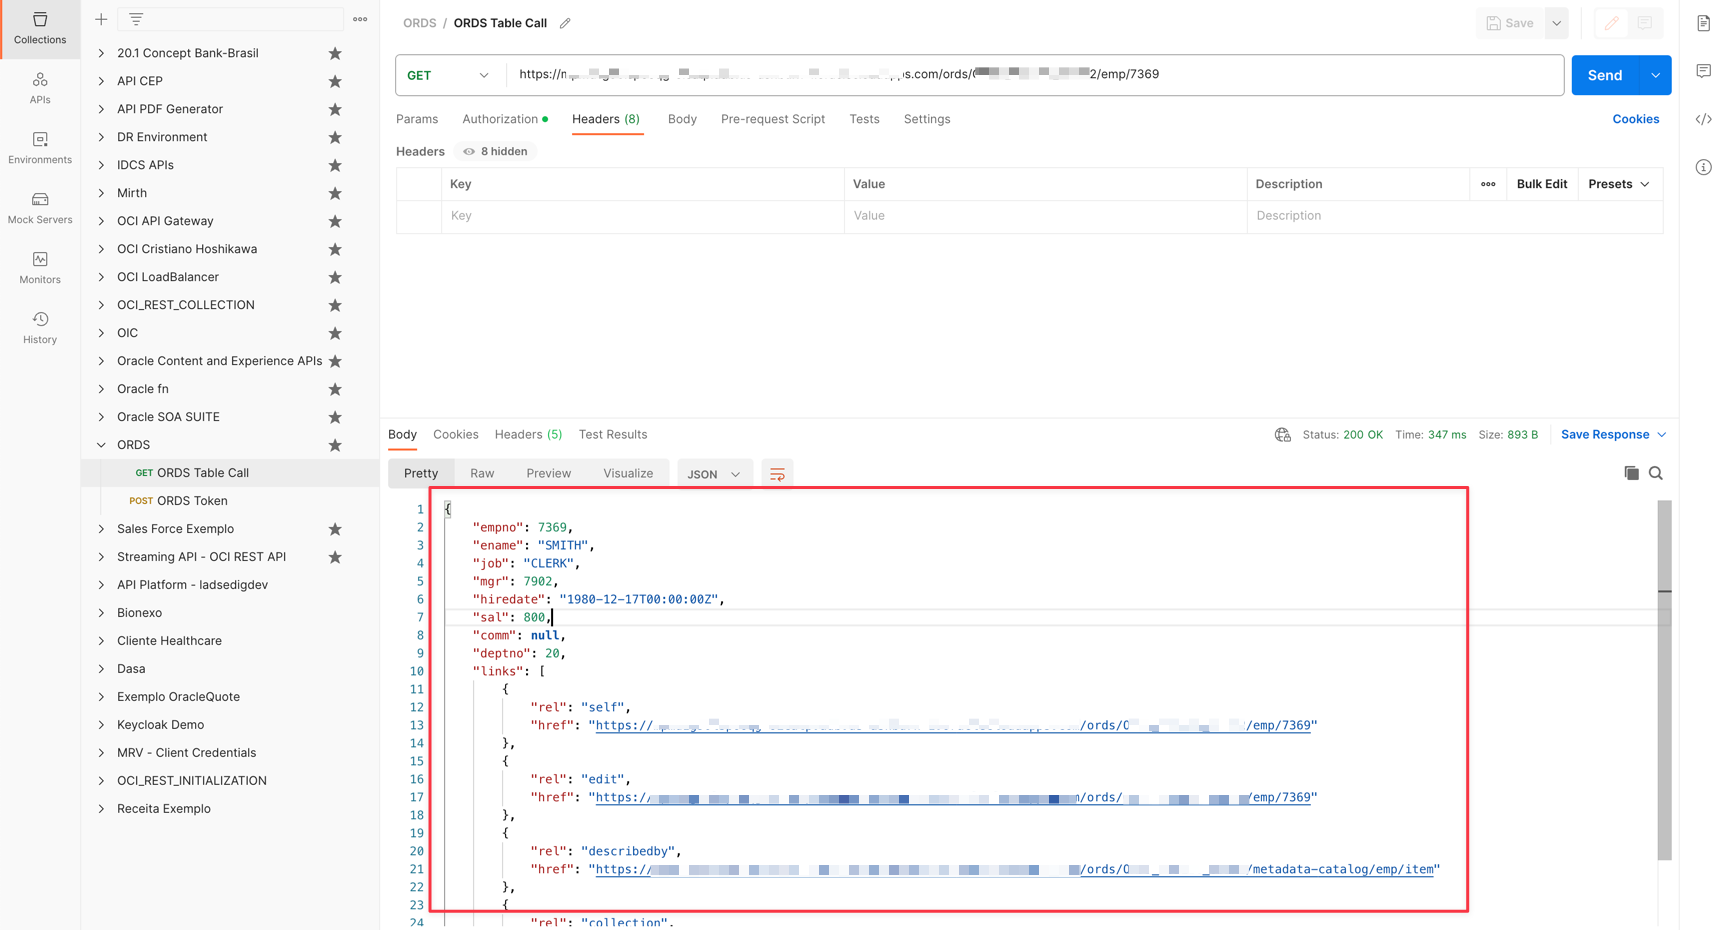 Collections
APIs
Environments
Mock Servers
Monitors
History
20.1 Concept Bank-Brasil
API CEP
API PDF Generator
DR Environment
IDCS APIs
Mirth
OCI API Gateway
OCI Cristiano Hoshikawa
OCI LoadBalancer
OCI_REST_COLLECTION
OIC
Oracle Content and Experience APIs
Oracle fn
Oracle SOA SUITE
ORDS
GET ORDS Table Call
POST ORDS Token
Sales Force Exemplo
Streaming API - OCI REST API
API Platform - ladsedigdev
Bionexo
Cliente Healthcare
Dasa
Exemplo OracleQuote
Keycloak Demo
MRV - Client Credentials
OCI_REST_INITIALIZATION
Receita Exemplo
ORDS / ORDS Table Call
Save
GET https://m ps.com/ords/ 2/emp/7369
Send
Params Authorization Headers (8) Body Pre-request Script Tests Settings Cookies
Headers 8 hidden
Key Value Description Bulk Edit Presets
Key Value Description
Body Cookies Headers (5) Test Results Status: 200 OK Time: 347 ms Size: 893 B Save Response
Pretty Raw Preview Visualize JSON
1 {
2 "empno": 7369,
3 "ename": "SMITH",
4 "job": "CLERK",
5 "mgr": 7902,
6 "hiredate": "1980-12-17T00:00:00Z",
7 "sal": 800,
8 "comm": null,
9 "deptno": 20,
10 "links": [
11 {
12 "rel": "self",
13 "href": "https:// /ords/ /emp/7369"
14 },
15 {
16 "rel": "edit",
17 "href": "https:// /ords/ /emp/7369"
18 },
19 {
20 "rel": "describedby",
21 "href": "https:// /ords/ /metadata-catalog/emp/item"
22 },
23 {
24 "rel": "collection",